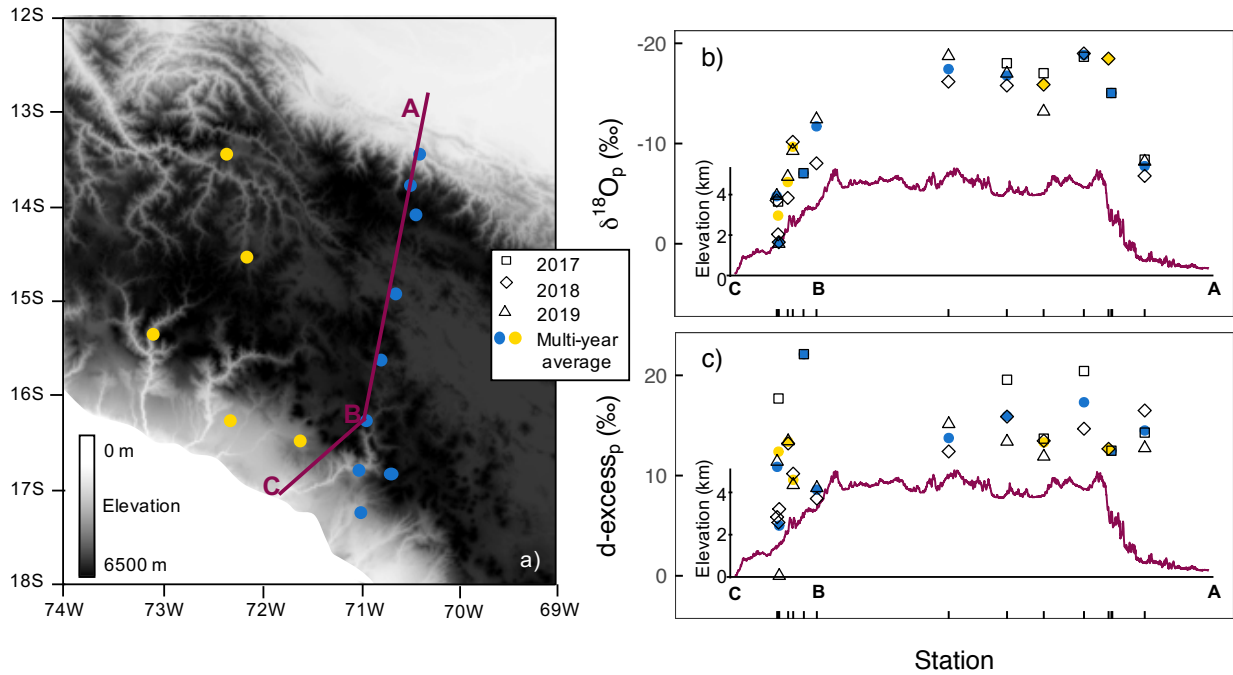 12S
13S
14S
15S
16S
17S
18S
74W
73W
72W
71W
70W
69W
A
B
C
0 m
Elevation
6500 m
a)
2017
2018
2019
Multi-year
average
b)
-20
-10
0
δ¹⁸Oₚ (‰)
Elevation (km)
4
2
0
C
B
A
c)
20
10
0
d-excessₚ (‰)
Elevation (km)
4
2
0
C
B
A
Station